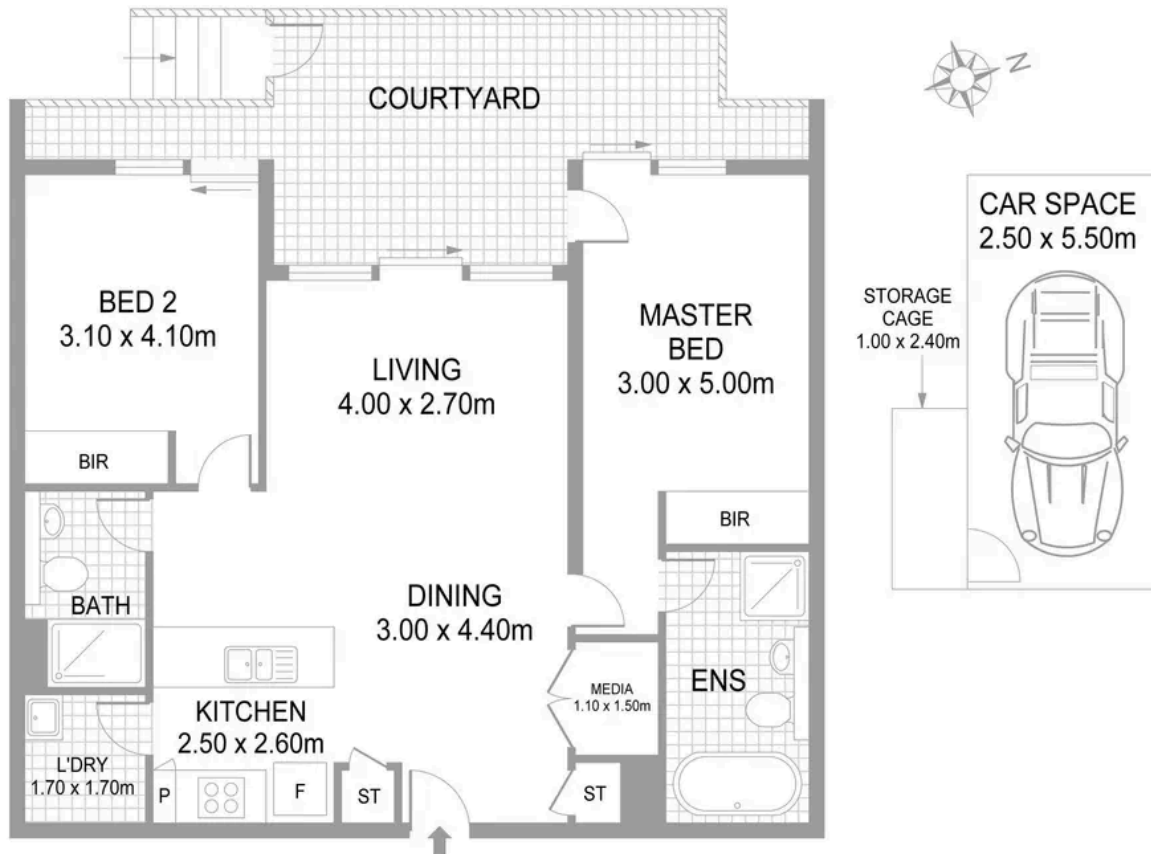 COURTYARD
N
CAR SPACE
2.50 x 5.50m
STORAGE
CAGE
1.00 x 2.40m
BED 2
3.10 x 4.10m
MASTER
BED
3.00 x 5.00m
LIVING
4.00 x 2.70m
BIR
BIR
BATH
DINING
3.00 x 4.40m
ENS
MEDIA
1.10 x 1.50m
KITCHEN
2.50 x 2.60m
L'DRY
1.70 x 1.70m
P
F
ST
ST